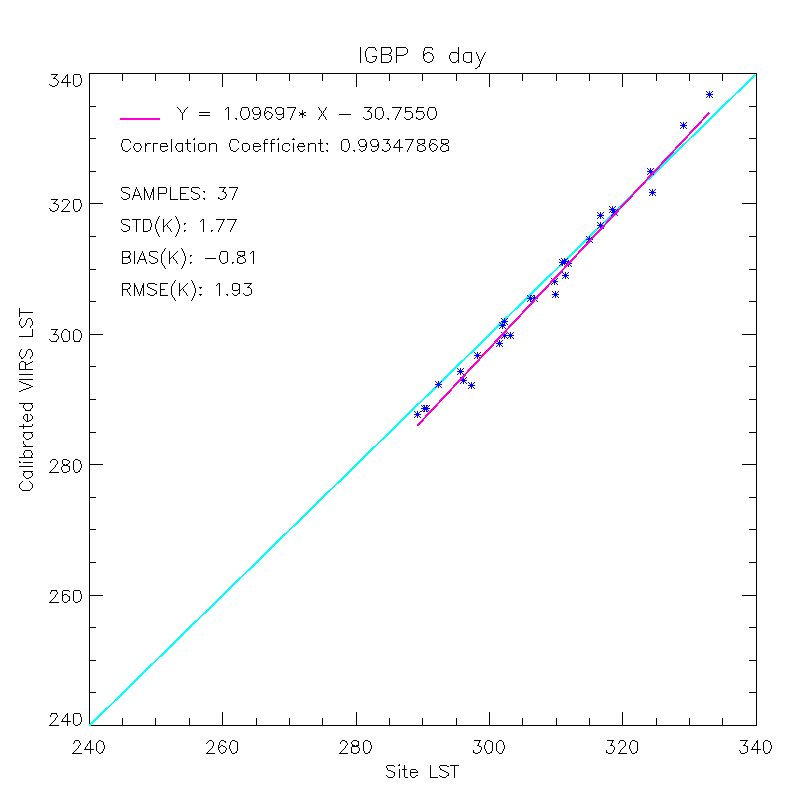 IGBP 6 day
Y = 1.09697* X − 30.7550
Correlation Coefficient: 0.99347868
SAMPLES: 37
STD(K): 1.77
BIAS(K): −0.81
RMSE(K): 1.93
Calibrated VIIRS LST
340
320
300
280
260
240
240 260 280 300 320 340
Site LST